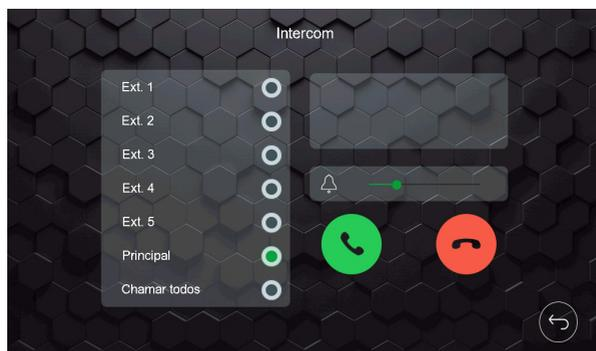 Intercom
Ext. 1
Ext. 2
Ext. 3
Ext. 4
Ext. 5
Principal
Chamar todos